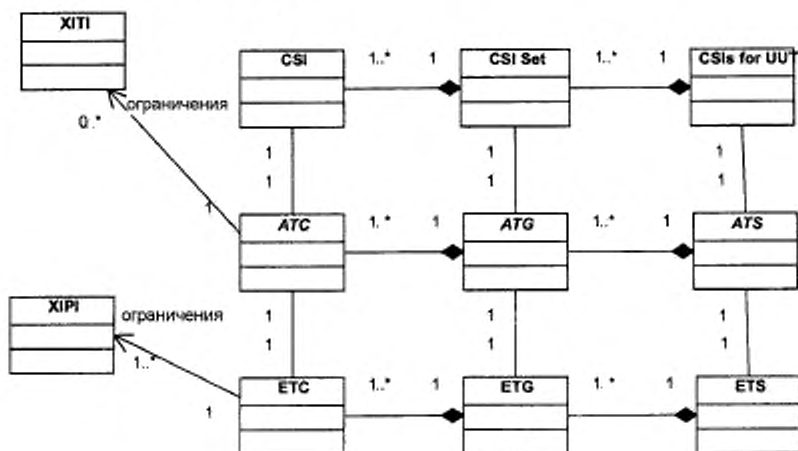 XITI
CSI
1..*
1
CSI Set
1..*
1
CSIs for UUT
ограничения
0..*
1
1
1
1
1
1
1
ATC
1..*
1
ATG
1..*
1
ATS
XIPI
ограничения
1
1
1
1
1
1
1..*
1
ETC
1..*
1
ETG
1..*
1
ETS